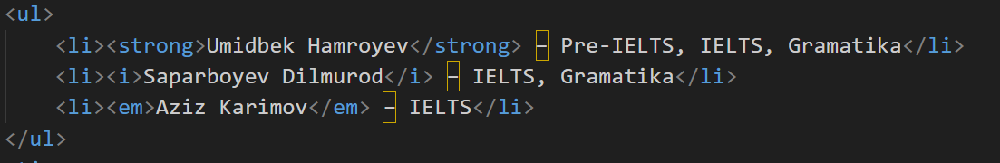 <ul>
<li><strong>Umidbek Hamroyev</strong> – Pre-IELTS, IELTS, Gramatika</li>
<li><i>Saparboyev Dilmurod</i> – IELTS, Gramatika</li>
<li><em>Aziz Karimov</em> – IELTS</li>
</ul>